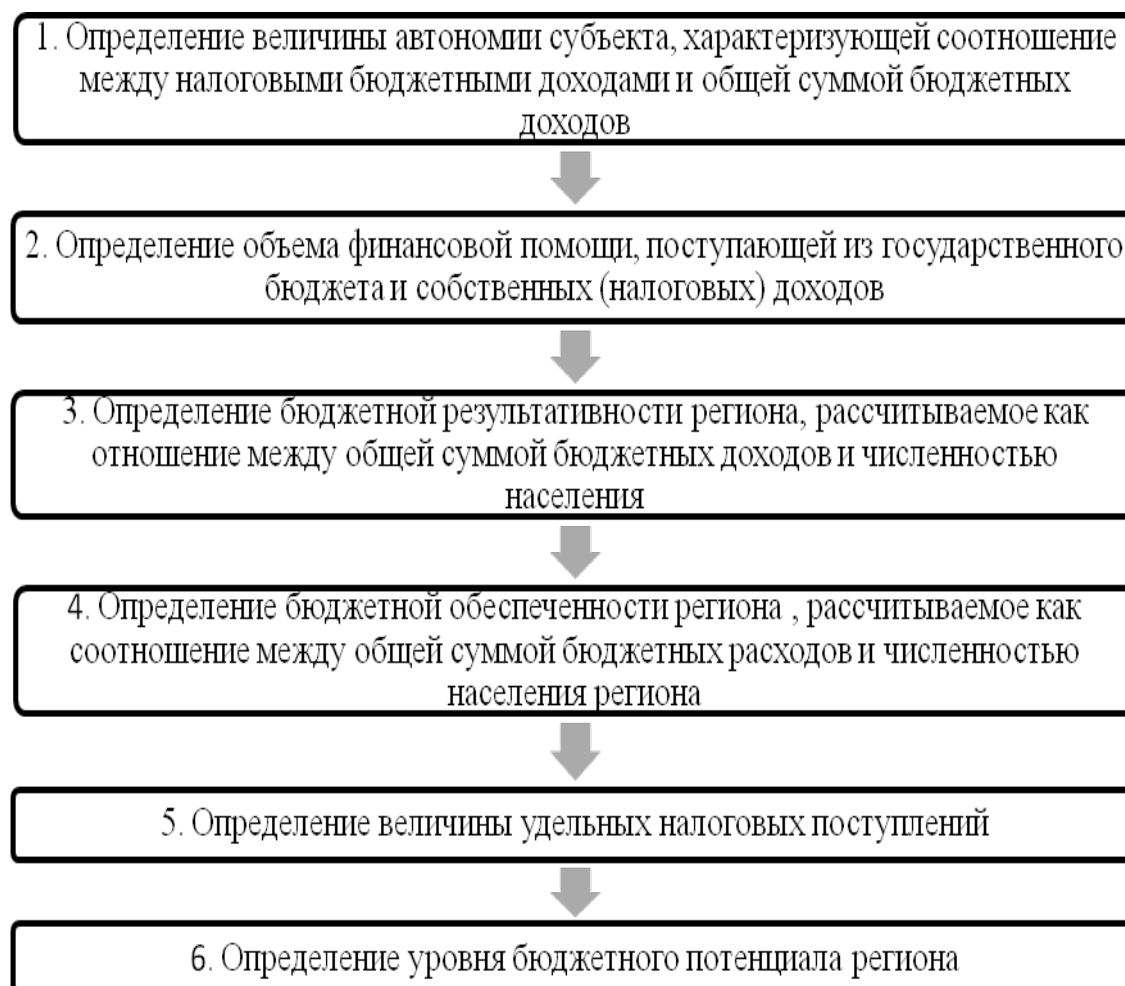 1. Определение величины автономии субъекта, характеризующей соотношение
между налоговыми бюджетными доходами и общей суммой бюджетных
доходов
2. Определение объема финансовой помощи, поступающей из государственного
бюджета и собственных (налоговых) доходов
3. Определение бюджетной результативности региона, рассчитываемое как
отношение между общей суммой бюджетных доходов и численностью
населения
4. Определение бюджетной обеспеченности региона , рассчитываемое как
соотношение между общей суммой бюджетных расходов и численностью
населения региона
5. Определение величины удельных налоговых поступлений
6. Определение уровня бюджетного потенциала региона